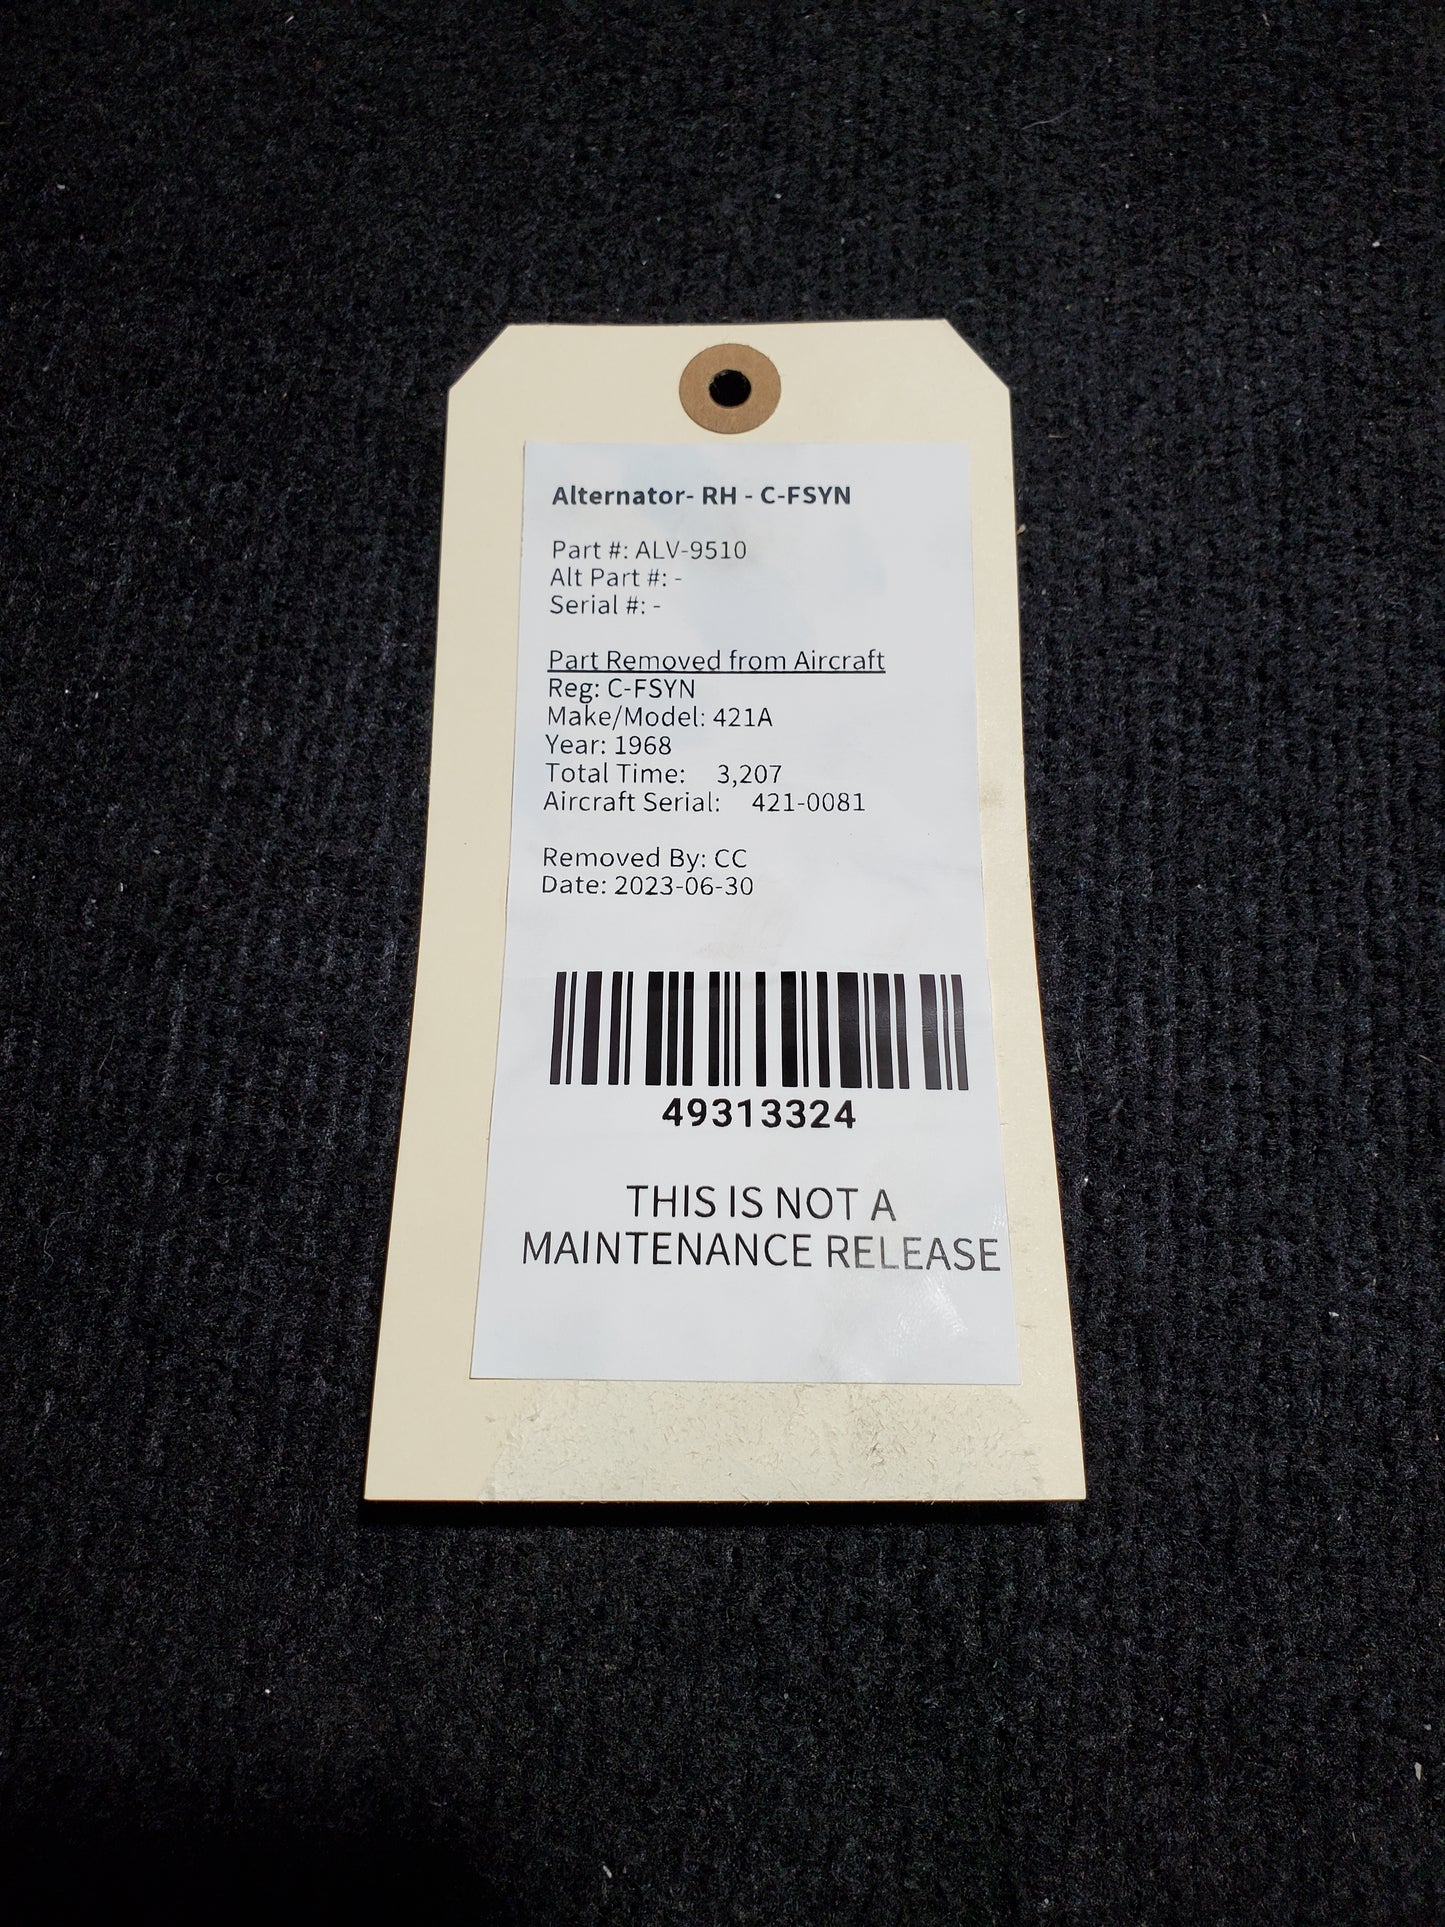 Alternator- RH - C-FSYN
Part #: ALV-9510
Alt Part #: -
Serial #: -
Part Removed from Aircraft
Reg: C-FSYN
Make/Model: 421A
Year: 1968
Total Time: 3,207
Aircraft Serial: 421-0081
Removed By: CC
Date: 2023-06-30
49313324
THIS IS NOT A
MAINTENANCE RELEASE